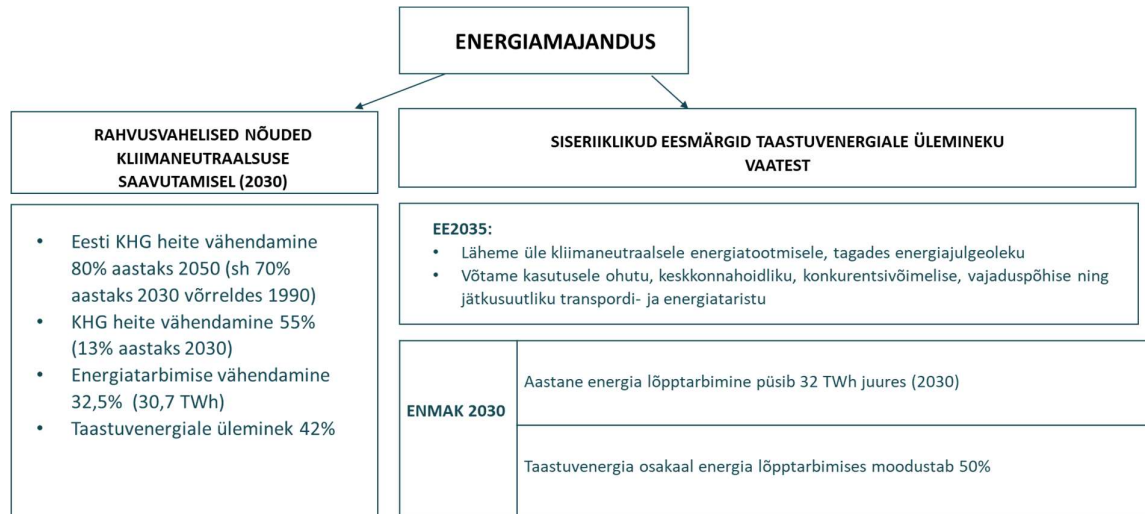 ENERGIAMAJANDUS
RAHVUSVAHELISED NÕUDED
KLIIMANEUTRAALSUSE
SAAVUTAMISEL (2030)
• Eesti KHG heite vähendamine
80% aastaks 2050 (sh 70%
aastaks 2030 võrreldes 1990)
• KHG heite vähendamine 55%
(13% aastaks 2030)
• Energiatarbimise vähendamine
32,5% (30,7 TWh)
• Taastuvenergiale üleminek 42%
SISERIIKLIKUD EESMÄRGID TAASTUVENERGIALE ÜLEMINEKU
VAATEST
EE2035:
• Läheme üle kliimaneutraalsele energiatootmisele, tagades energiajulgeoleku
• Võtame kasutusele ohutu, keskkonnahoidliku, konkurentsivõimelise, vajaduspõhise ning
jätkusuutliku transpordi- ja energiataristu
ENMAK 2030
Aastane energia lõpptarbimine püsib 32 TWh juures (2030)
Taastuvenergia osakaal energia lõpptarbimises moodustab 50%